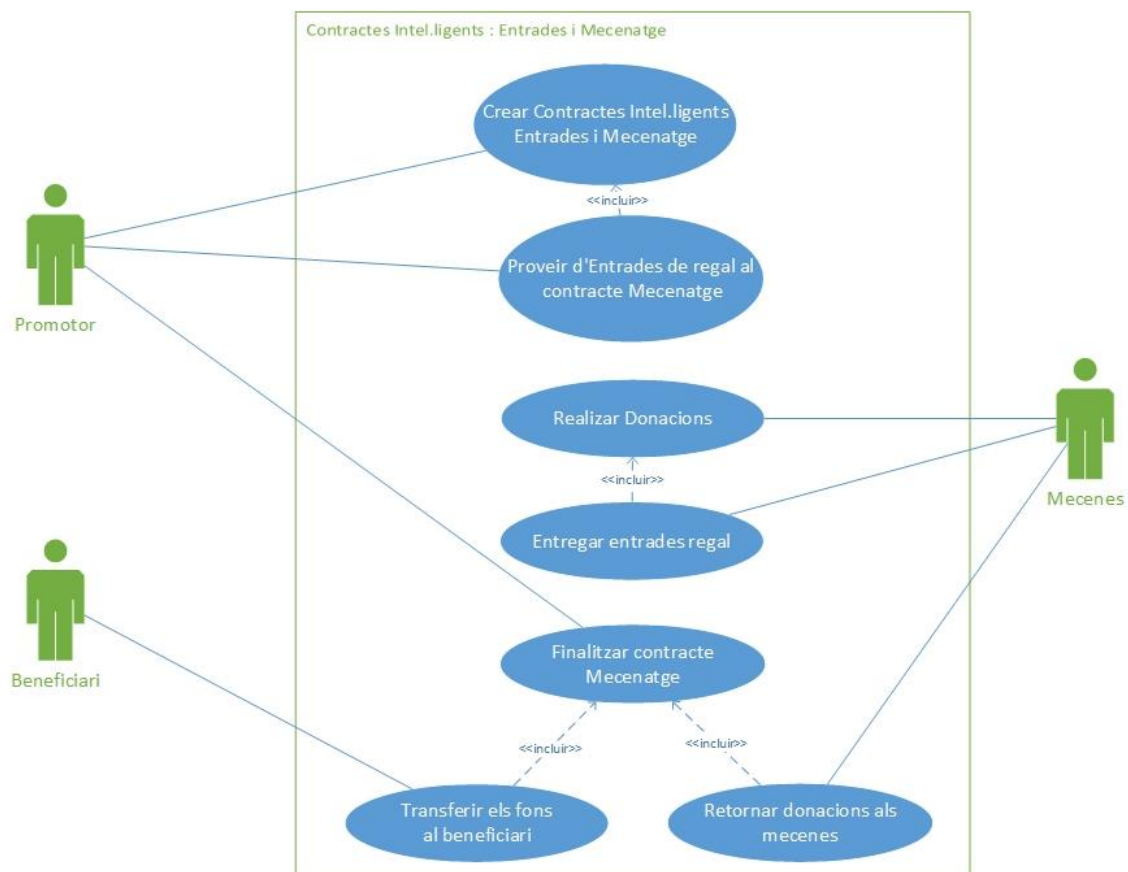 Contractes Intel.ligents : Entrades i Mecenatge
Crear Contractes Intel.ligents
Entrades i Mecenatge
<<incluir>>
Proveir d'Entrades de regal al
contracte Mecenatge
Promotor
Realizar Donacions
<<incluir>>
Mecenes
Entregar entrades regal
Finalitzar contracte
Mecenatge
Beneficiari
<<incluir>>
<<incluir>>
Transferir els fons
al beneficiari
Retornar donacions als
mecenes